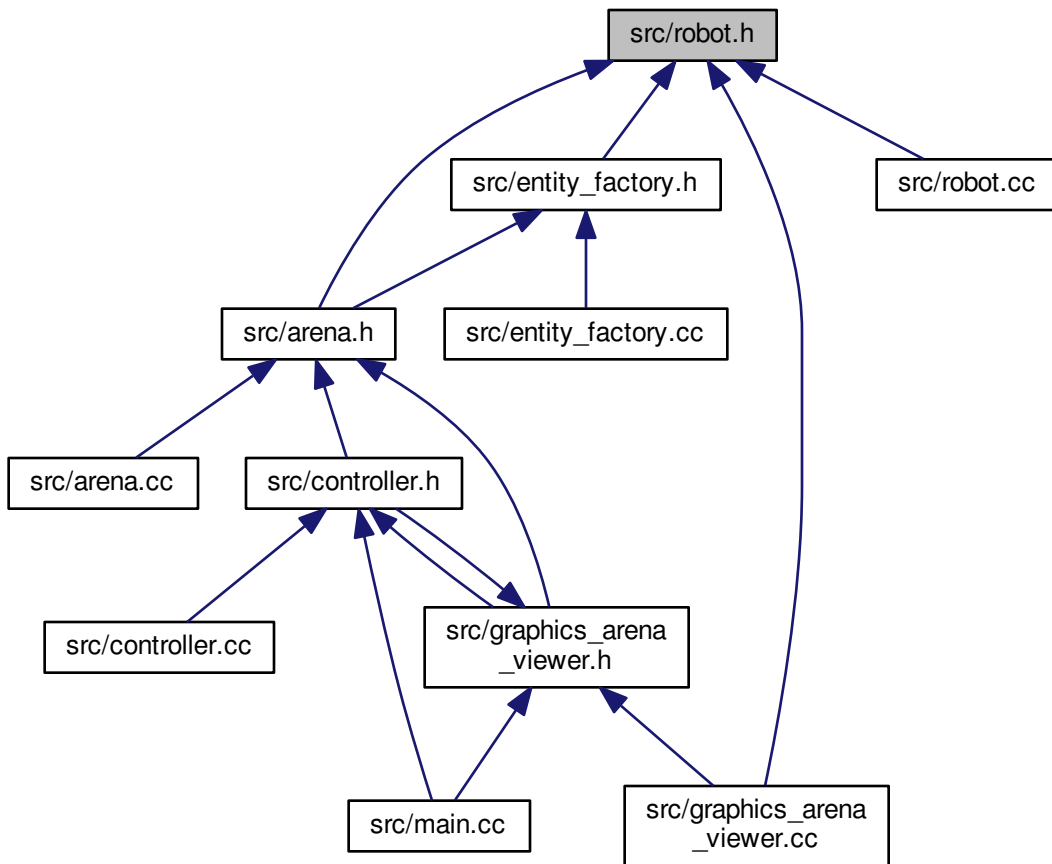 src/robot.h
src/entity_factory.h
src/robot.cc
src/arena.h
src/entity_factory.cc
src/arena.cc
src/controller.h
src/controller.cc
src/graphics_arena
_viewer.h
src/main.cc
src/graphics_arena
_viewer.cc